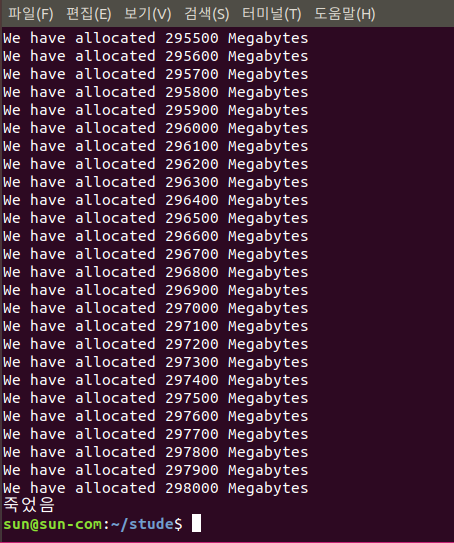 파일(F) 편집(E) 보기(V) 검색(S) 터미널(T) 도움말(H)
We have allocated 295500 Megabytes
We have allocated 295600 Megabytes
We have allocated 295700 Megabytes
We have allocated 295800 Megabytes
We have allocated 295900 Megabytes
We have allocated 296000 Megabytes
We have allocated 296100 Megabytes
We have allocated 296200 Megabytes
We have allocated 296300 Megabytes
We have allocated 296400 Megabytes
We have allocated 296500 Megabytes
We have allocated 296600 Megabytes
We have allocated 296700 Megabytes
We have allocated 296800 Megabytes
We have allocated 296900 Megabytes
We have allocated 297000 Megabytes
We have allocated 297100 Megabytes
We have allocated 297200 Megabytes
We have allocated 297300 Megabytes
We have allocated 297400 Megabytes
We have allocated 297500 Megabytes
We have allocated 297600 Megabytes
We have allocated 297700 Megabytes
We have allocated 297800 Megabytes
We have allocated 297900 Megabytes
We have allocated 298000 Megabytes
죽었음
sun@sun-com:~/stude$